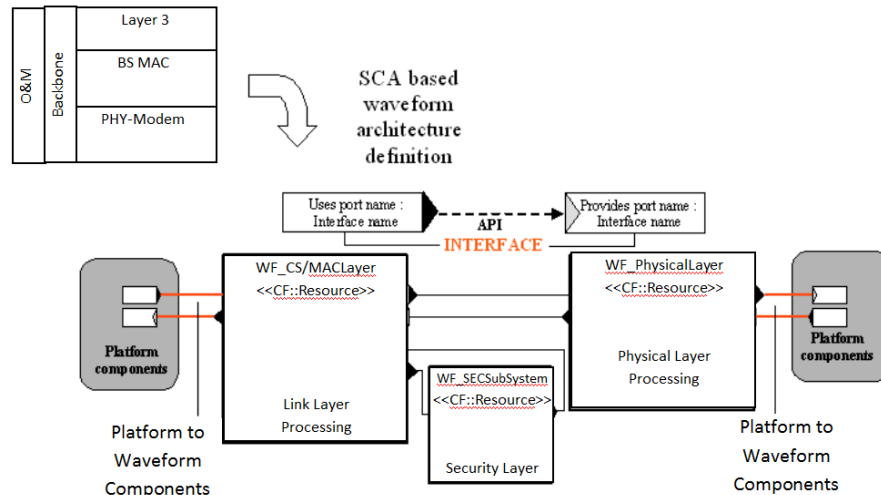 O&M
Backbone
Layer 3
BS MAC
PHY-Modem
SCA based
waveform
architecture
definition
Uses port name :
Interface name
API
INTERFACE
Provides port name :
Interface name
WF_CS/MACLayer
<<CF::Resource>>
Link Layer
Processing
WF_PhysicalLayer
<<CF::Resource>>
Physical Layer
Processing
WF_SECSubSystem
<<CF::Resource>>
Security Layer
Platform
components
Platform
components
Platform to
Waveform
Components
Platform to
Waveform
Components